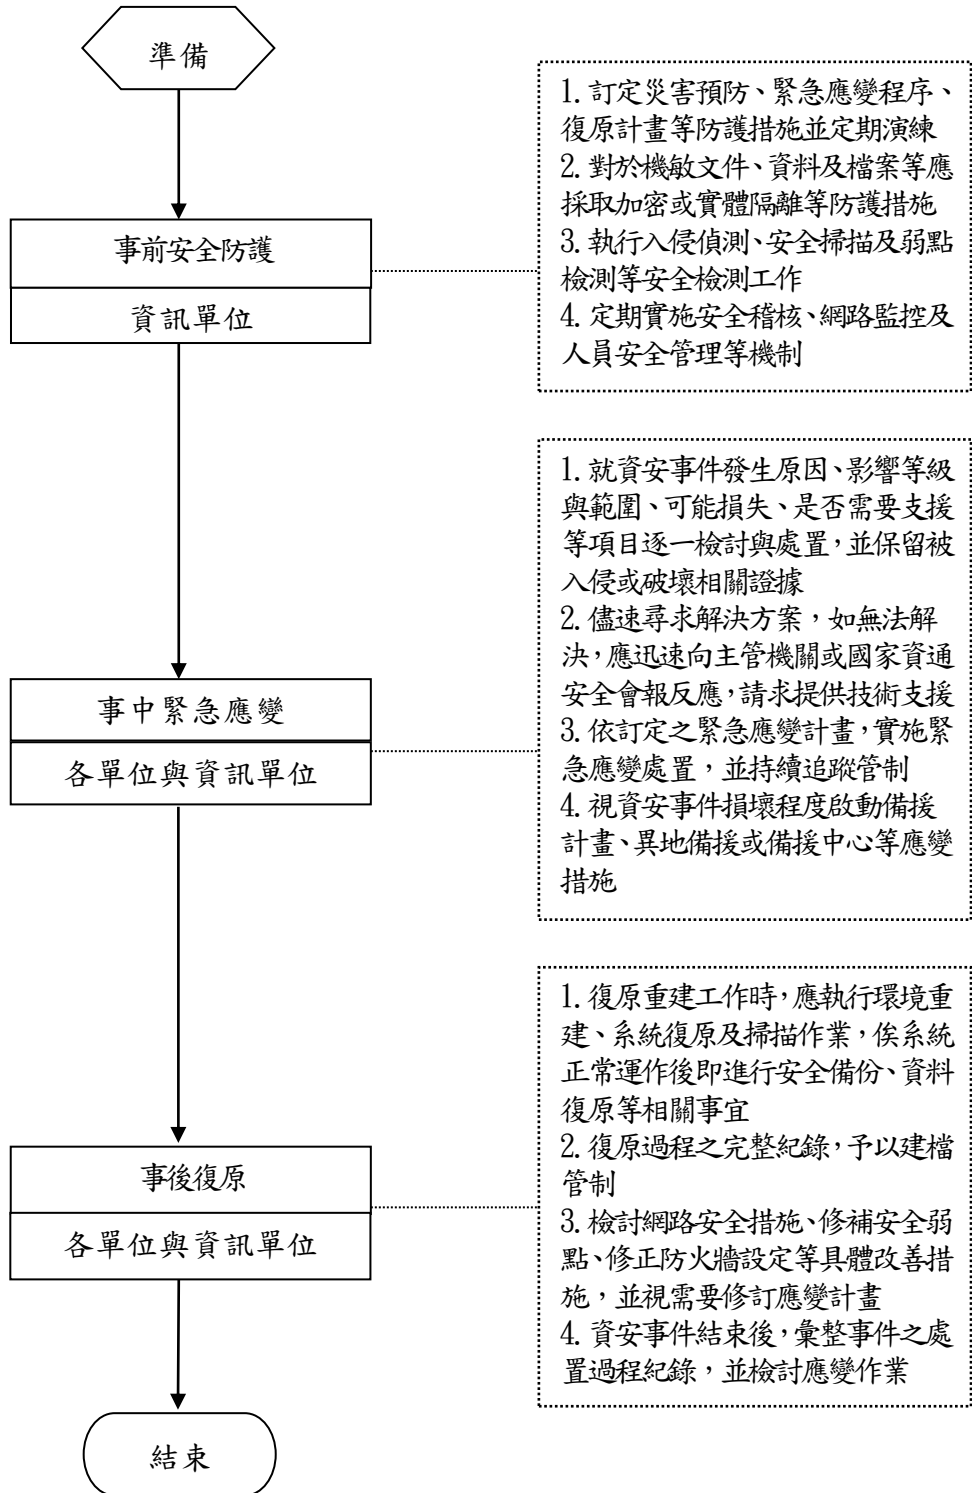 準備
1. 訂定災害預防、緊急應變程序、
復原計畫等防護措施並定期演練
2. 對於機敏文件、資料及檔案等應
採取加密或實體隔離等防護措施
3. 執行入侵偵測、安全掃描及弱點
檢測等安全檢測工作
4. 定期實施安全稽核、網路監控及
人員安全管理等機制
事前安全防護
資訊單位
1. 就資安事件發生原因、影響等級
與範圍、可能損失、是否需要支援
等項目逐一檢討與處置，並保留被
入侵或破壞相關證據
2. 儘速尋求解決方案，如無法解
決，應迅速向主管機關或國家資通
安全會報反應，請求提供技術支援
3. 依訂定之緊急應變計畫，實施緊
急應變處置，並持續追蹤管制
4. 視資安事件損壞程度啟動備援
計畫、異地備援或備援中心等應變
措施
事中緊急應變
各單位與資訊單位
1. 復原重建工作時，應執行環境重
建、系統復原及掃描作業，俟系統
正常運作後即進行安全備份、資料
復原等相關事宜
2. 復原過程之完整紀錄，予以建檔
管制
3. 檢討網路安全措施、修補安全弱
點、修正防火牆設定等具體改善措
施，並視需要修訂應變計畫
4. 資安事件結束後，彙整事件之處
置過程紀錄，並檢討應變作業
事後復原
各單位與資訊單位
結束